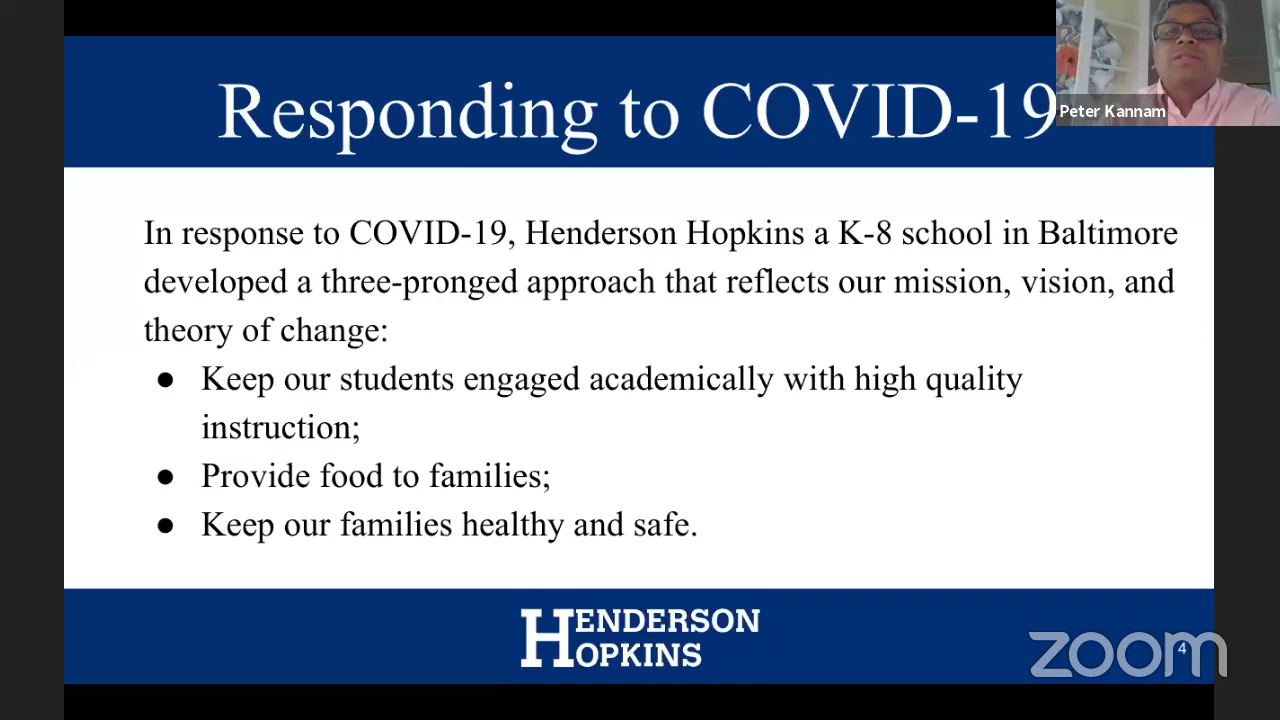 Responding to COVID-19
Peter Kannam
In response to COVID-19, Henderson Hopkins a K-8 school in Baltimore
developed a three-pronged approach that reflects our mission, vision, and
theory of change:
● Keep our students engaged academically with high quality
instruction;
● Provide food to families;
● Keep our families healthy and safe.
HENDERSON
HOPKINS
zoom
4